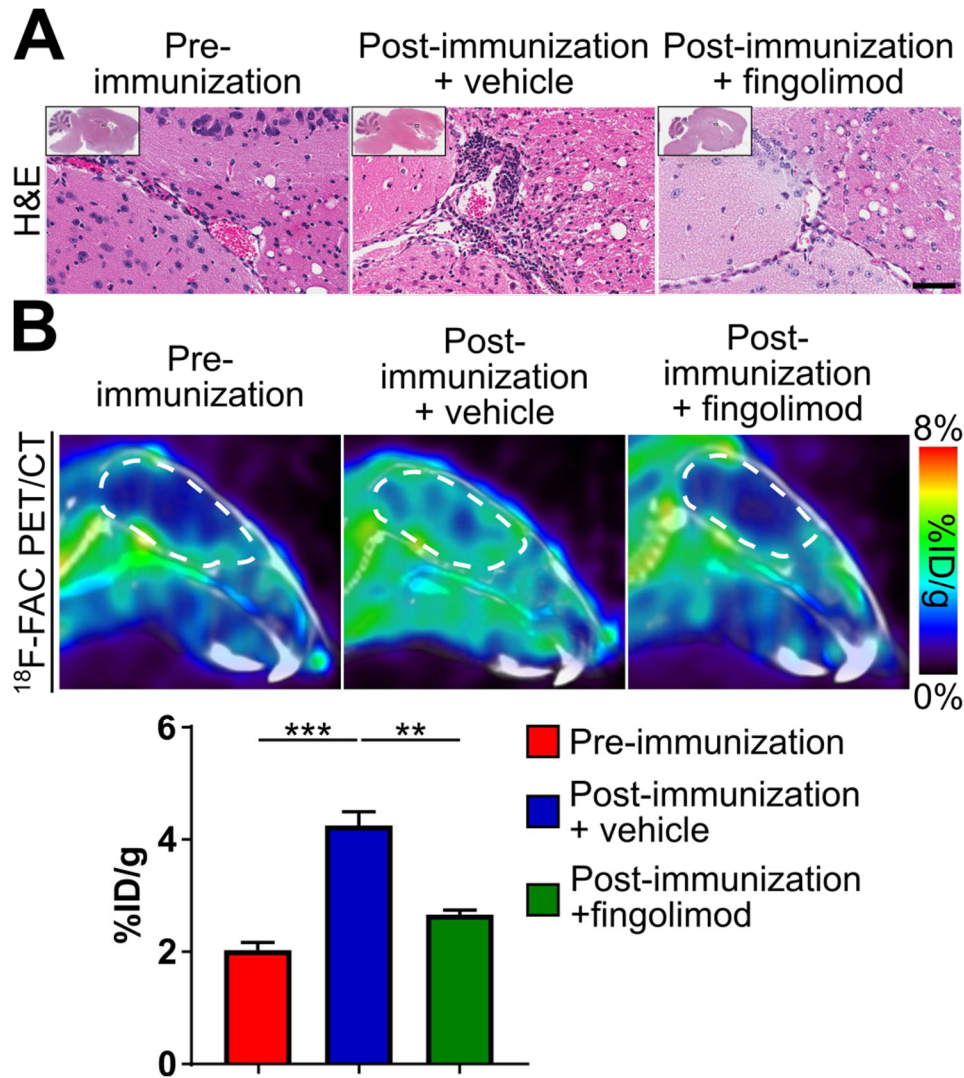 A
Pre-
immunization
Post-immunization
+ vehicle
Post-immunization
+ fingolimod
H&E
B
Pre-
immunization
Post-
immunization
+ vehicle
Post-
immunization
+ fingolimod
18F-FAC PET/CT
8%
%ID/g
0%
6
4
2
0
%ID/g
***
**
Pre-immunization
Post-immunization
+ vehicle
Post-immunization
+fingolimod